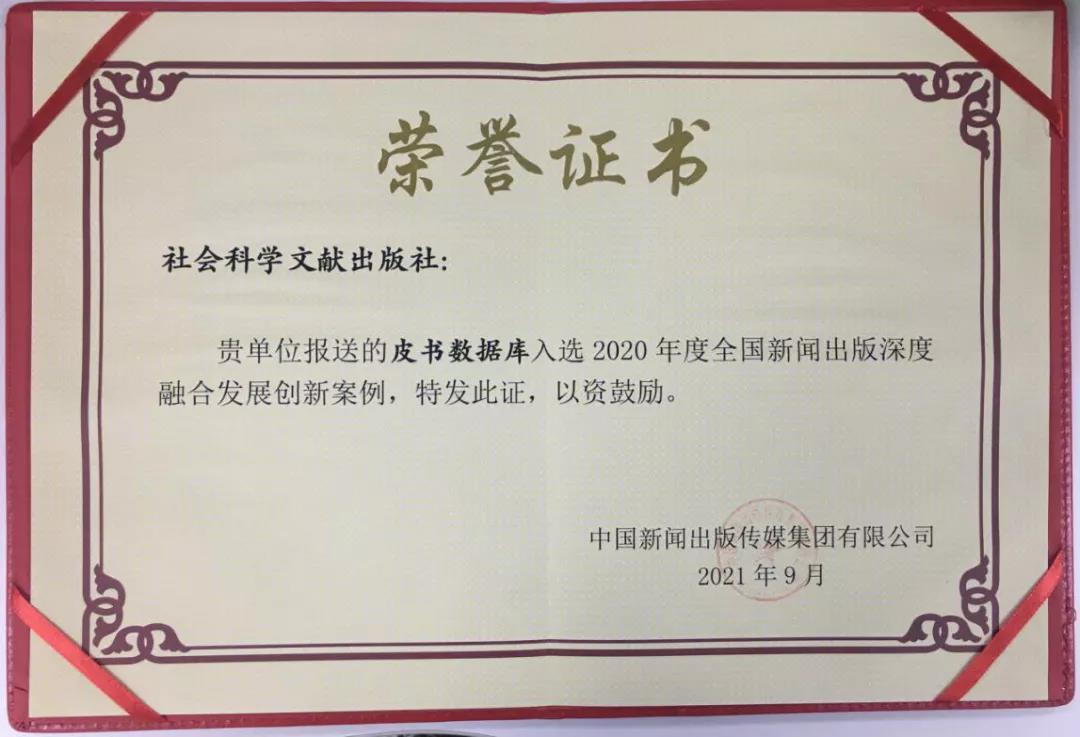 荣誉证书
社会科学文献出版社:
贵单位报送的皮书数据库入选 2020 年度全国新闻出版深度
融合发展创新案例，特发此证，以资鼓励。
中国新闻出版传媒集团有限公司
2021 年 9 月